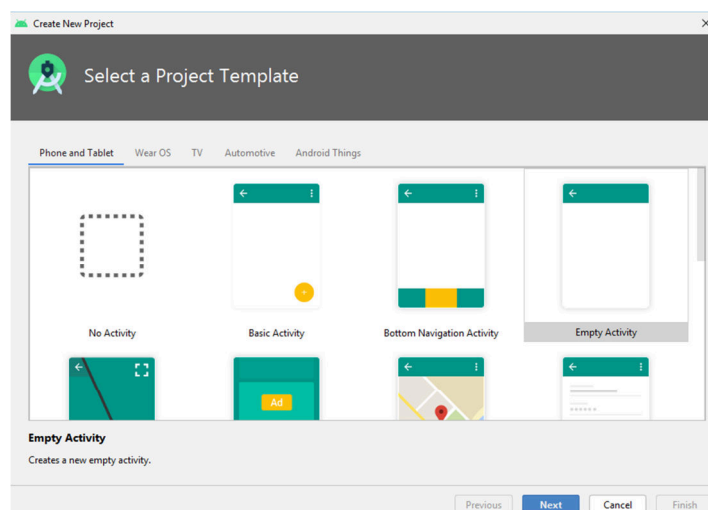 Create New Project
Select a Project Template
Phone and Tablet Wear OS TV Automotive Android Things
No Activity Basic Activity Bottom Navigation Activity Empty Activity
Ad
Empty Activity
Creates a new empty activity.
Previous Next Cancel Finish